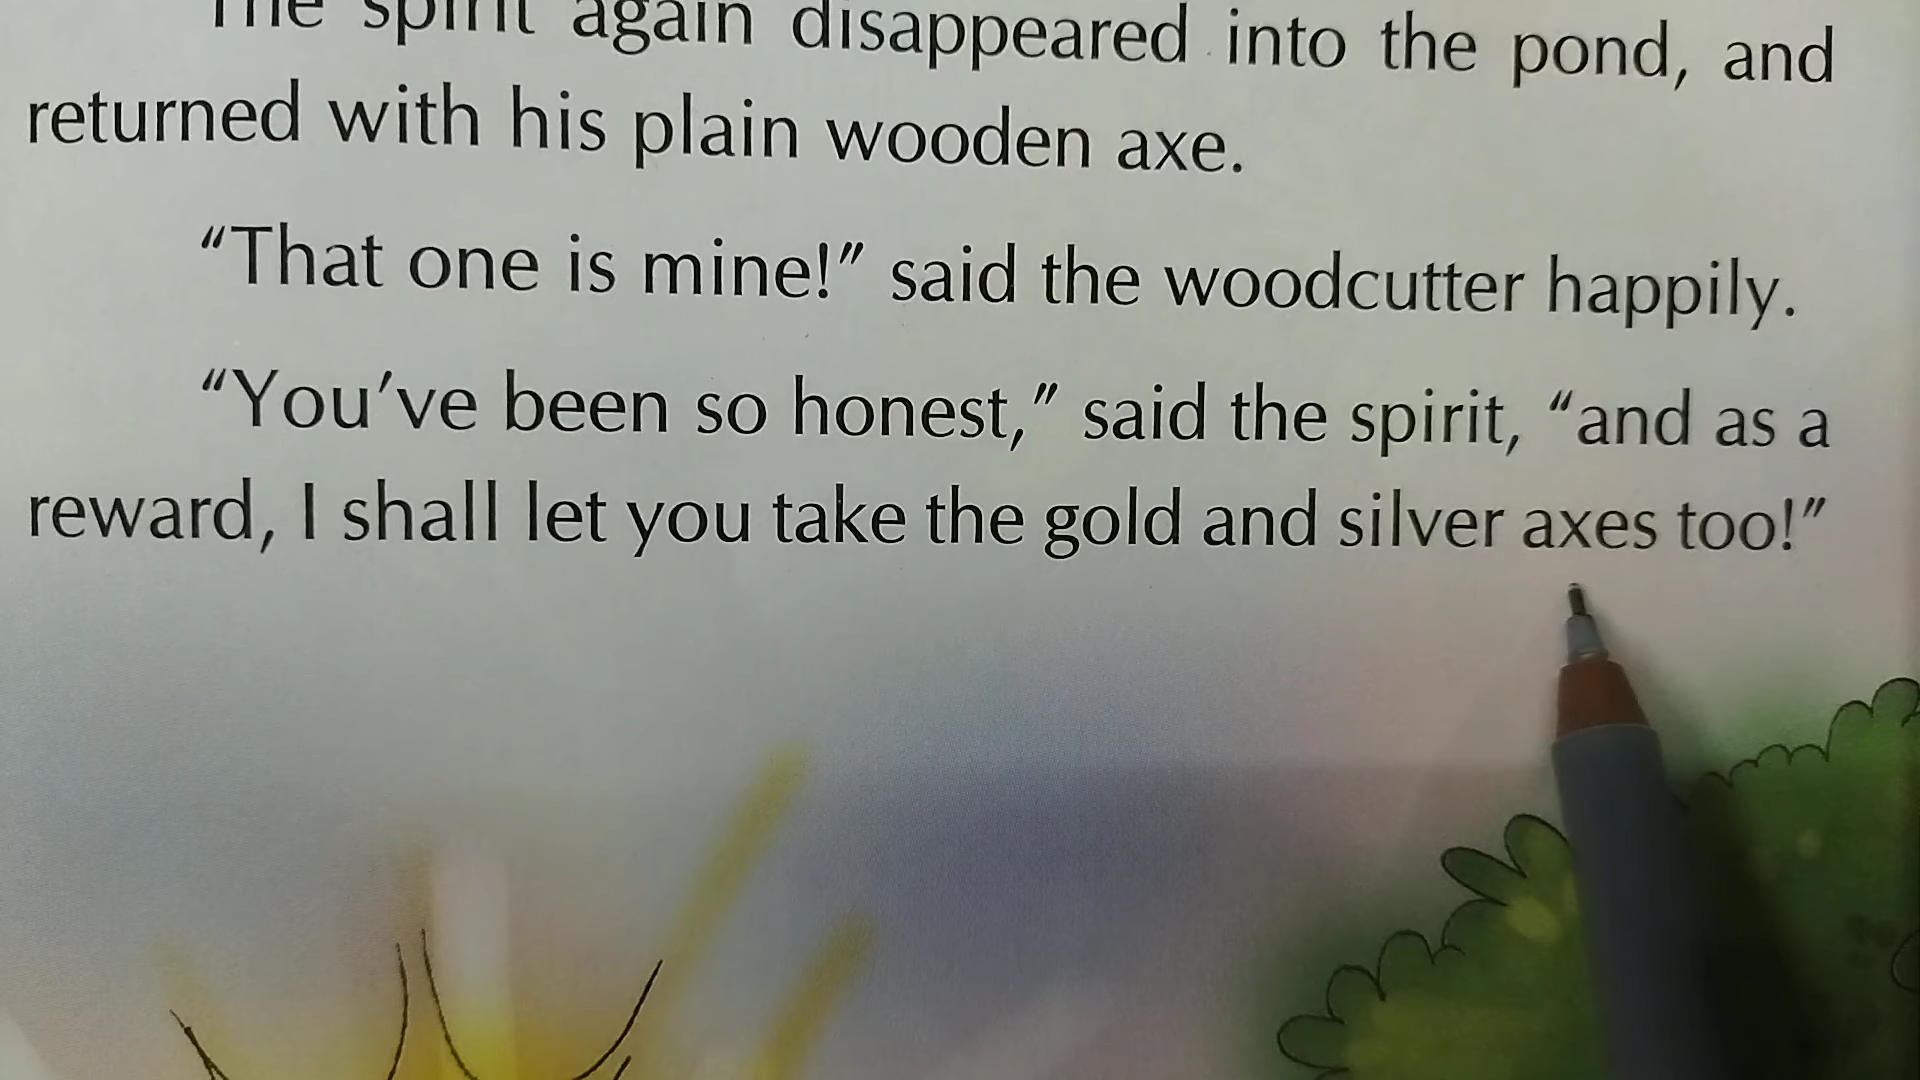 The spirit again disappeared into the pond, and
returned with his plain wooden axe.
“That one is mine!” said the woodcutter happily.
“You’ve been so honest,” said the spirit, “and as a
reward, I shall let you take the gold and silver axes too!”